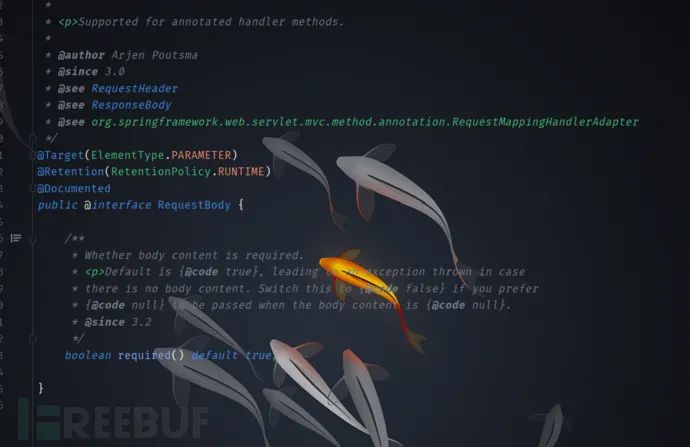 *
* <p>Supported for annotated handler methods.
*
* @author Arjen Poutsma
* @since 3.0
* @see RequestHeader
* @see ResponseBody
* @see org.springframework.web.servlet.mvc.method.annotation.RequestMappingHandlerAdapter
*/
@Target(ElementType.PARAMETER)
@Retention(RetentionPolicy.RUNTIME)
@Documented
public @interface RequestBody {
/**
* Whether body content is required.
* <p>Default is {@code true}, leading to an exception thrown in case
* there is no body content. Switch this to {@code false} if you prefer
* {@code null} to be passed when the body content is {@code null}.
* @since 3.2
*/
boolean required() default true;
}
FREEBUF